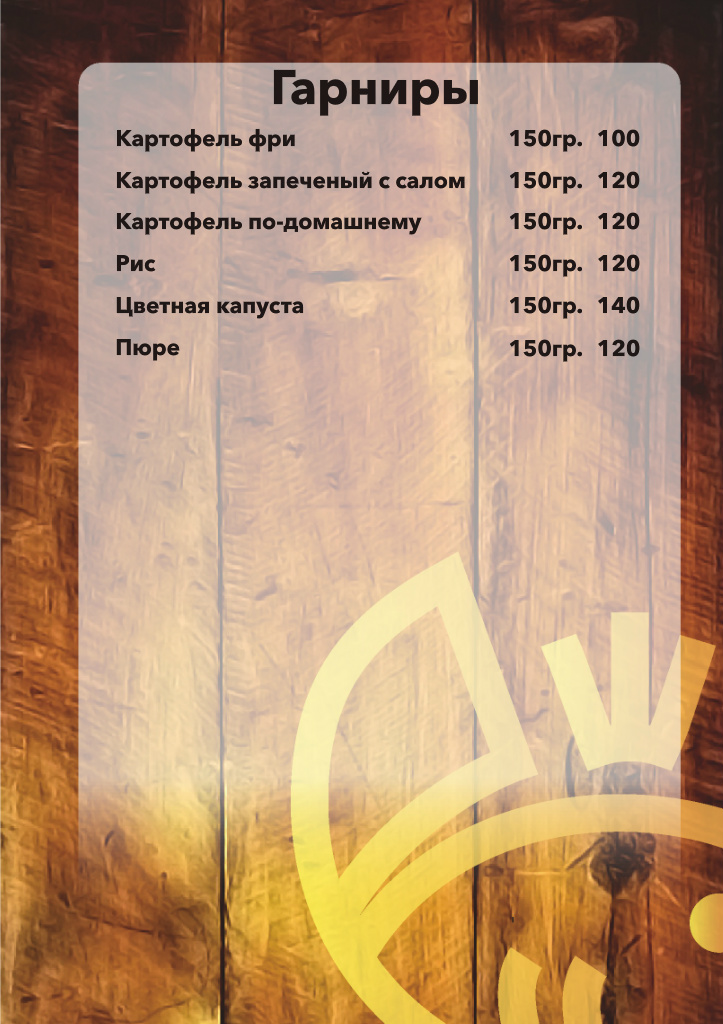 Гарниры
Картофель фри 150гр. 100
Картофель запеченый с салом 150гр. 120
Картофель по-домашнему 150гр. 120
Рис 150гр. 120
Цветная капуста 150гр. 140
Пюре 150гр. 120